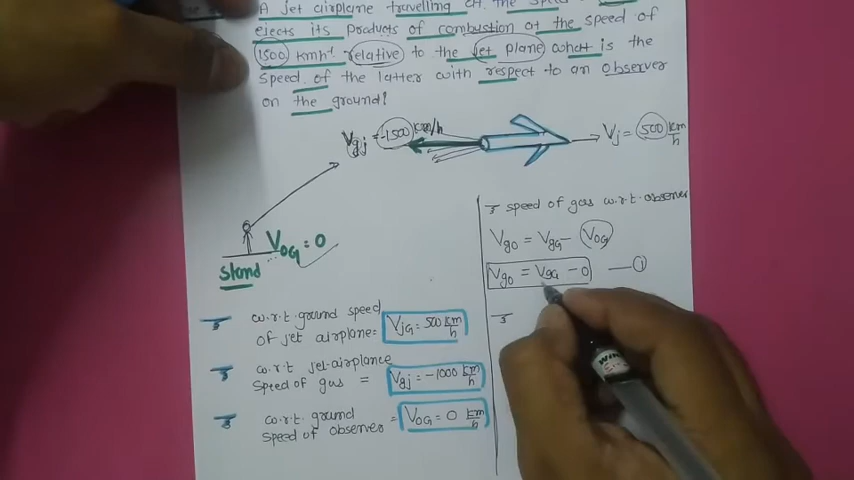 A jet airplane travelling at the speed
ejects its products of combustion at the speed of
1500 kmh⁻¹ relative to the jet plane what is the
speed of the latter with respect to an observer
on the ground?
Vgj = -1500 km/h
Vj = 500 km/h
V₀G = 0
Stand
speed of gas w.r.t. observer
Vgo = VgG - VOG
VgO = VgG - 0 — ①
w.r.t. ground speed
of jet airplane = VjG = 500 km/h
w.r.t jet-airplance
Speed of gas = Vgj = -1000 km/h
w.r.t. ground
Speed of observer = VOG = 0 km/h